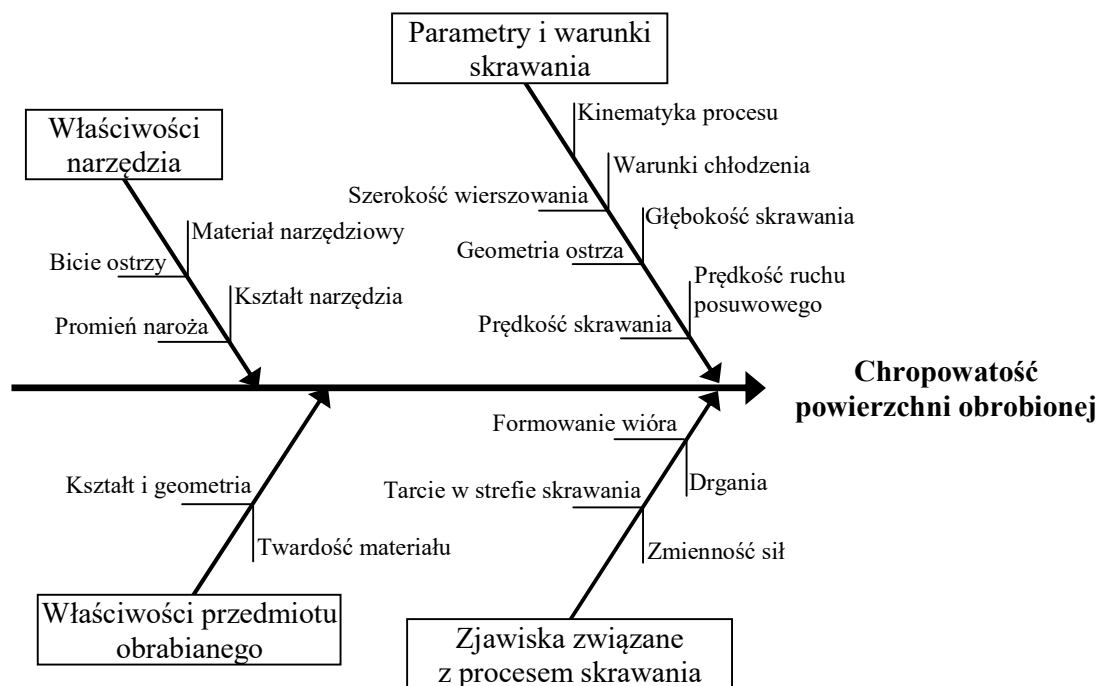 Parametry i warunki
skrawania
Właściwości
narzędzia
Kinematyka procesu
Warunki chłodzenia
Szerokość wierszowania
Głębokość skrawania
Geometria ostrza
Prędkość ruchu
posuwowego
Prędkość skrawania
Materiał narzędziowy
Bicie ostrzy
Kształt narzędzia
Promień naroża
Chropowatość
powierzchni obrobionej
Formowanie wióra
Drgania
Tarcie w strefie skrawania
Zmienność sił
Kształt i geometria
Twardość materiału
Właściwości przedmiotu
obrabianego
Zjawiska związane
z procesem skrawania